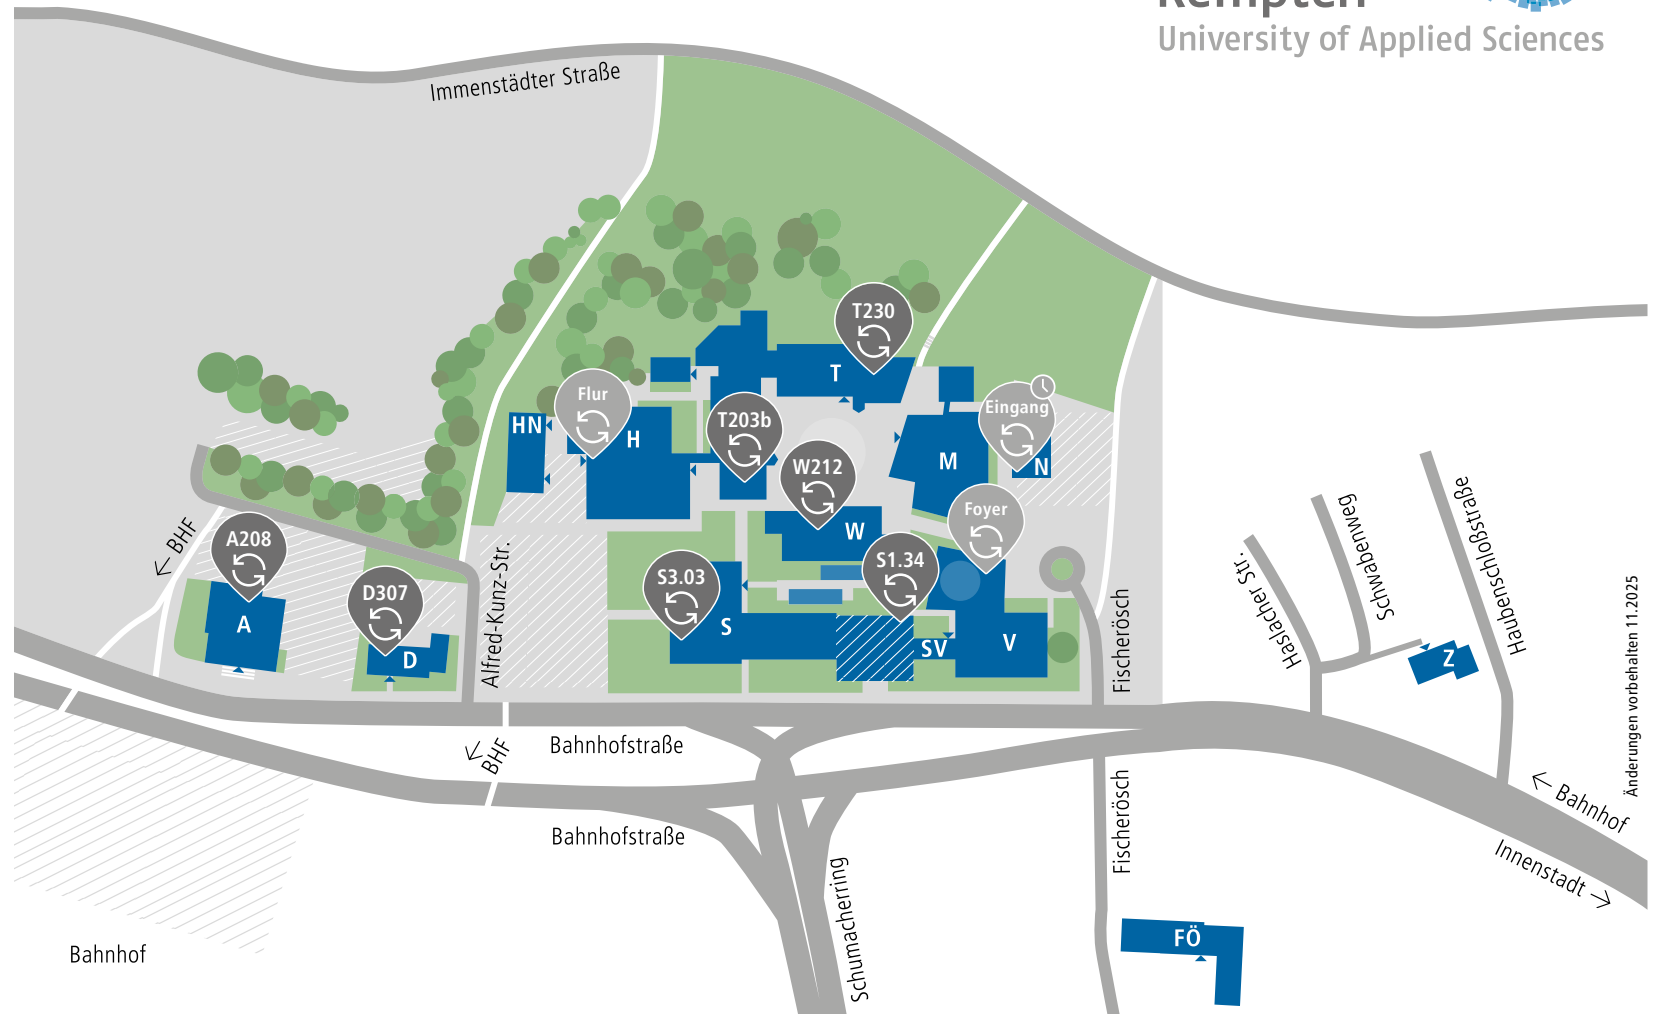 Kempten
University of Applied Sciences
Immenstädter Straße
T230
T
Flur
HN
H
T203b
Eingang
N
M
W212
W
Foyer
← BHF
A208
A
D307
D
Alfred-Kunz-Str.
S3.03
S
S1.34
SV
V
Fischerösch
Haslacher Str.
Schwabenweg
Haubenschloßstraße
Z
Änderungen vorbehalten 11.2025
← BHF
Bahnhofstraße
Bahnhofstraße
Schumacherring
Fischerösch
← Bahnhof
Innenstadt →
FÖ
Bahnhof